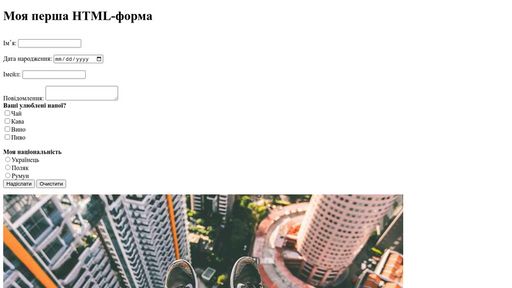 Моя перша HTML-форма
Ім'я:
Дата народження: mm/dd/yyyy
Імейл:
Повідомлення:
Ваші улюблені напої?
Чай
Кава
Вино
Пиво
Моя національність
Українець
Поляк
Румун
Надіслати Очистити